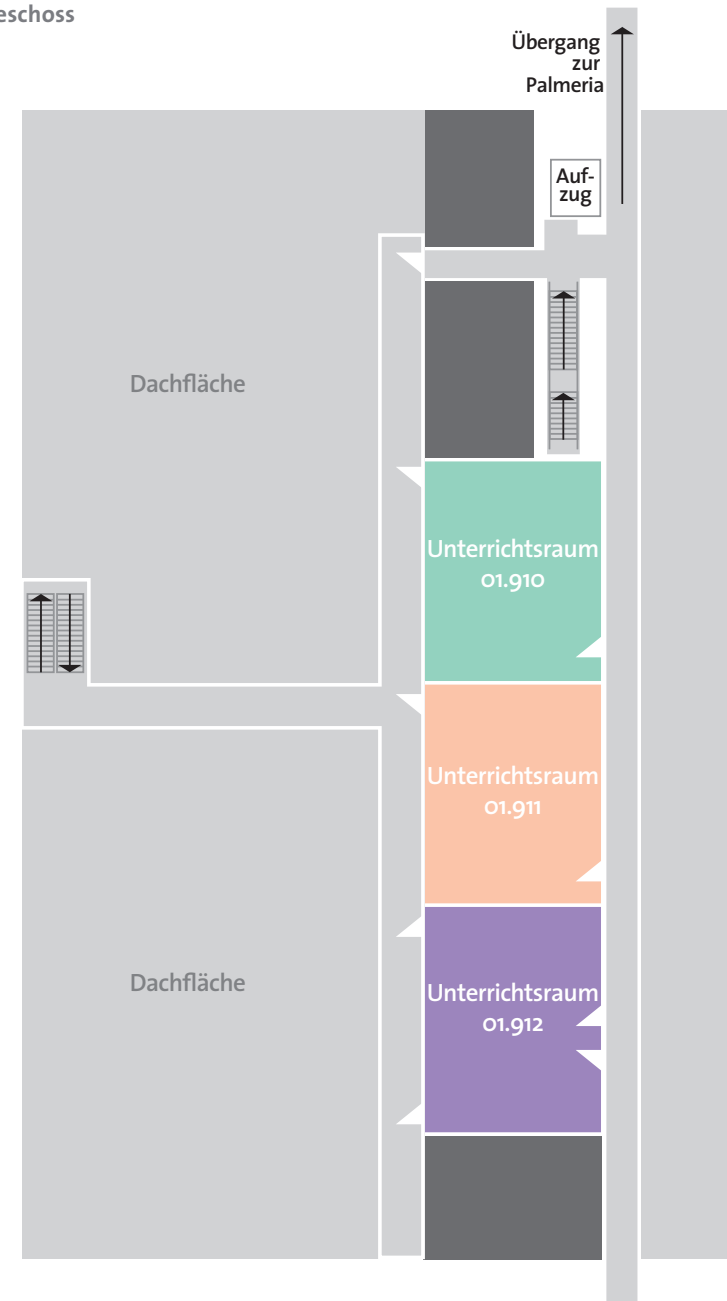 eschoss
Übergang
zur
Palmeria
Auf-
zug
Dachfläche
Unterrichtsraum
01.910
Unterrichtsraum
01.911
Dachfläche
Unterrichtsraum
01.912